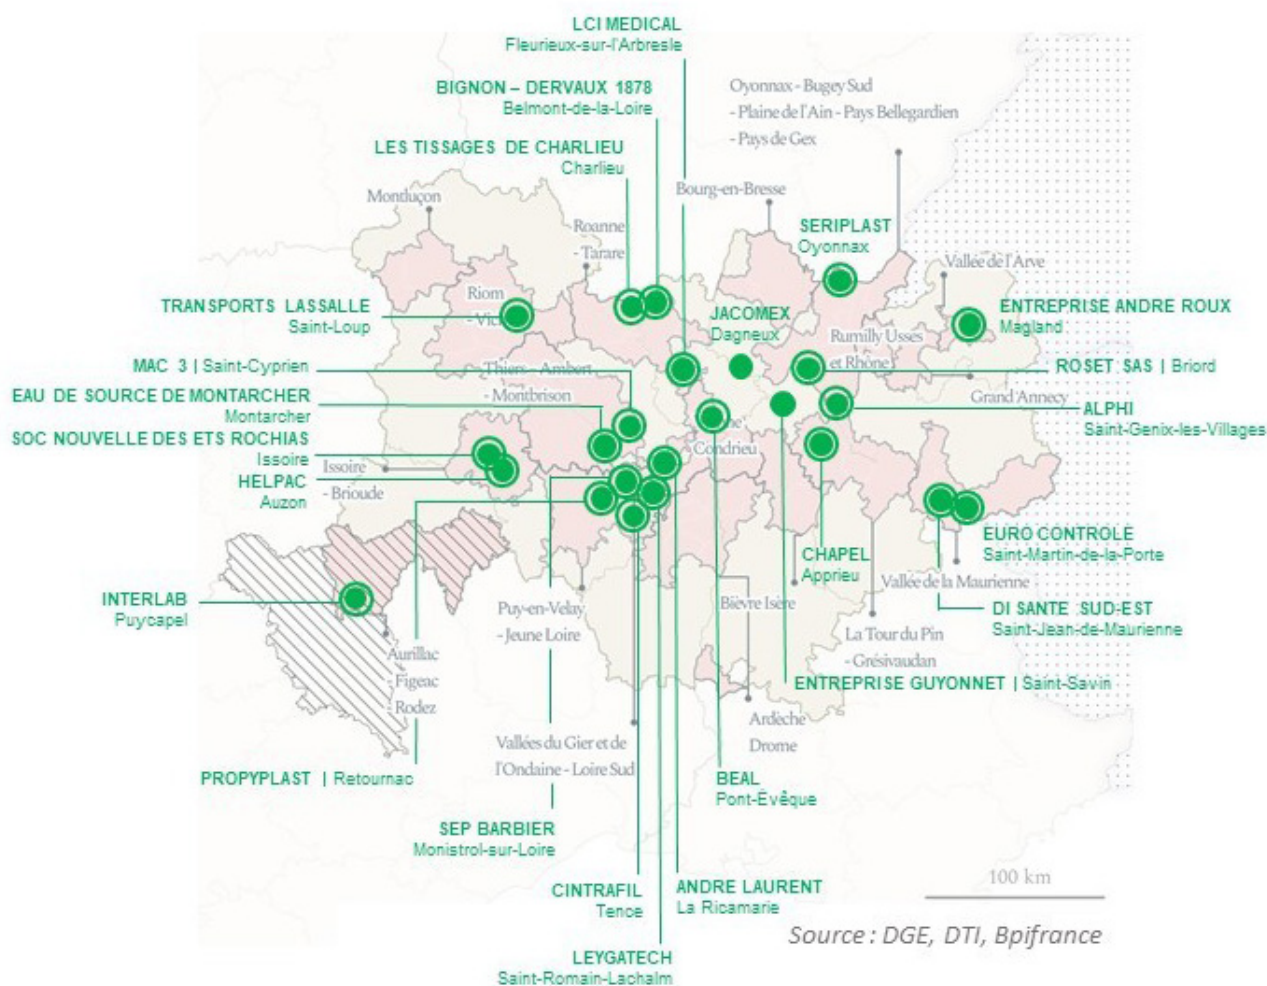 LCI MEDICAL
Fleurieux-sur-l'Arbresle
BIGNON – DERVAUX 1878
Belmont-de-la-Loire
Oyonnax - Bugey Sud
- Plaine de l'Ain - Pays Bellegardien
- Pays de Gex
LES TISSAGES DE CHARLIEU
Charlieu
Montluçon
Bourg-en-Bresse
Roanne
- Tarare
SERIPLAST
Oyonnax
Vallée de l'Arve
TRANSPORTS LASSALLE
Saint-Loup
Riom
JACOMEX
Dagneux
ENTREPRISE ANDRE ROUX
Magland
Rumilly Usses
et Rhône
MAC 3 | Saint-Cyprien
Thiers - Ambert
- Montbrison
ROSET SAS | Briord
EAU DE SOURCE DE MONTARCHER
Montarcher
Grand Annecy
ALPHI
Saint-Genix-les-Villages
SOC NOUVELLE DES ETS ROCHIAS
Issoire
Condrieu
Issoire
- Brioude
HELPAC
Auzon
EURO CONTROLE
Saint-Martin-de-la-Porte
CHAPEL
Apprieu
Vallée de la Maurienne
INTERLAB
Puycapel
Puy-en-Velay
- Jeune Loire
Bièvre Isère
DI SANTE SUD-EST
Saint-Jean-de-Maurienne
La Tour du Pin
- Grésivaudan
Aurillac
- Figeac
- Rodez
ENTREPRISE GUYONNET | Saint-Savin
Ardèche
Drome
Vallées du Gier et de
l'Ondaine - Loire Sud
PROPYPLAST | Retournac
BEAL
Pont-Évêque
SEP BARBIER
Monistrol-sur-Loire
CINTRAFIL
Tence
ANDRE LAURENT
La Ricamarie
100 km
Source : DGE, DTI, Bpifrance
LEYGATECH
Saint-Romain-Lachalm